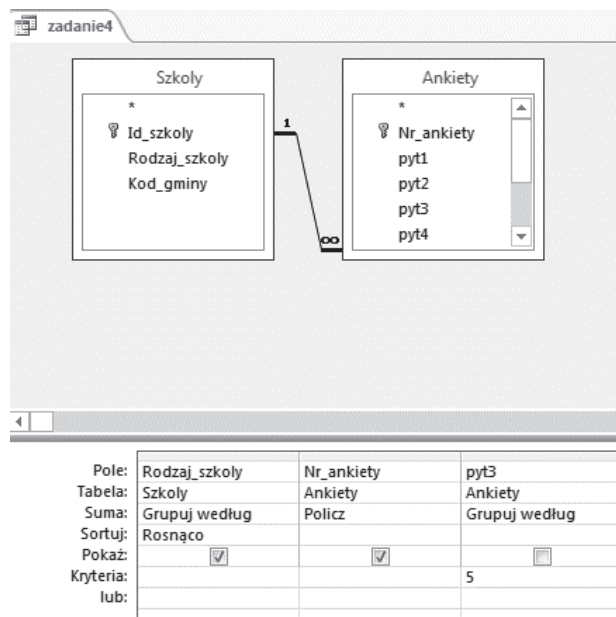 zadanie4
Szkoly
*
Id_szkoly
Rodzaj_szkoly
Kod_gminy
1
∞
Ankiety
*
Nr_ankiety
pyt1
pyt2
pyt3
pyt4
Pole: Rodzaj_szkoly Nr_ankiety pyt3
Tabela: Szkoly Ankiety Ankiety
Suma: Grupuj według Policz Grupuj według
Sortuj: Rosnąco
Pokaż:
Kryteria: 5
lub: